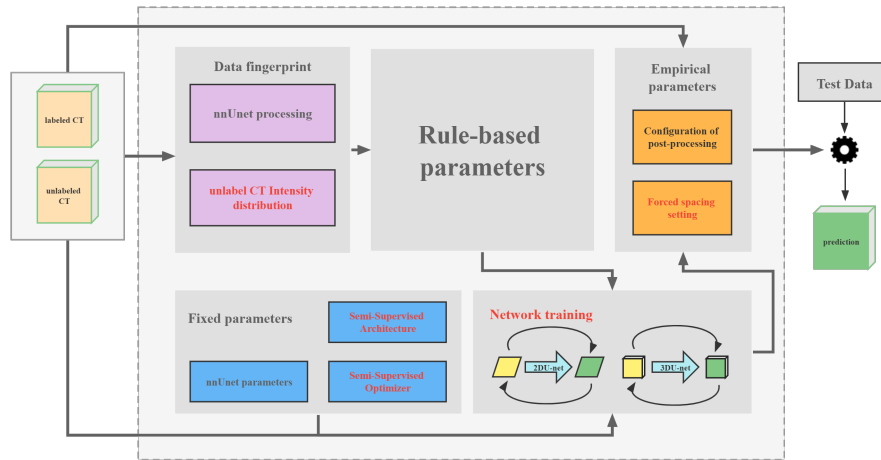 labeled CT
unlabeled
CT
Data fingerprint
nnUnet processing
unlabel CT Intensity
distribution
Rule-based
parameters
Empirical
parameters
Configuration of
post-processing
Forced spacing
setting
Test Data
prediction
Fixed parameters
Semi-Supervised
Architecture
nnUnet parameters
Semi-Supervised
Optimizer
Network training
2DU-net
3DU-net